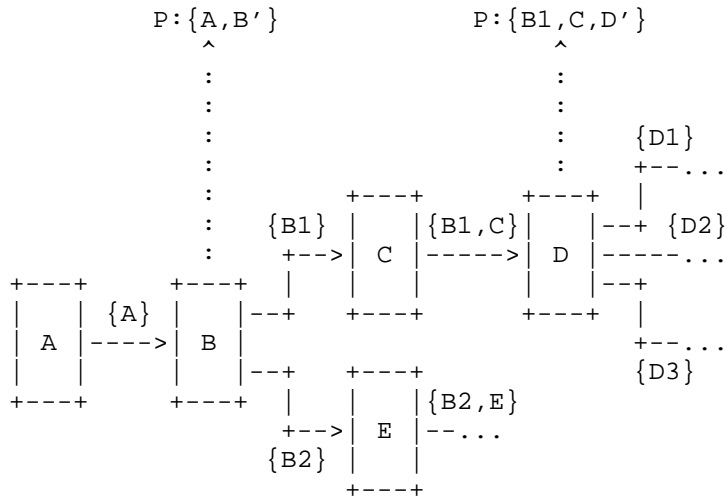 P:{A,B’} P:{B1,C,D’}
^ ^
: :
: :
: :
: : {D1}
: : +--...
: +---+ +---+ |
: {B1} | | {B1,C} | |--+ {D2}
: +-->| C |----->| D |-----...
+---+ +---+ | | | | |--+
| | {A} | |--+ +---+ +---+ |
| A |---->| B | +--...
| | | |--+ +---+ {D3}
+---+ +---+ | | | {B2,E}
+-->| E |--...
{B2} | |
+---+